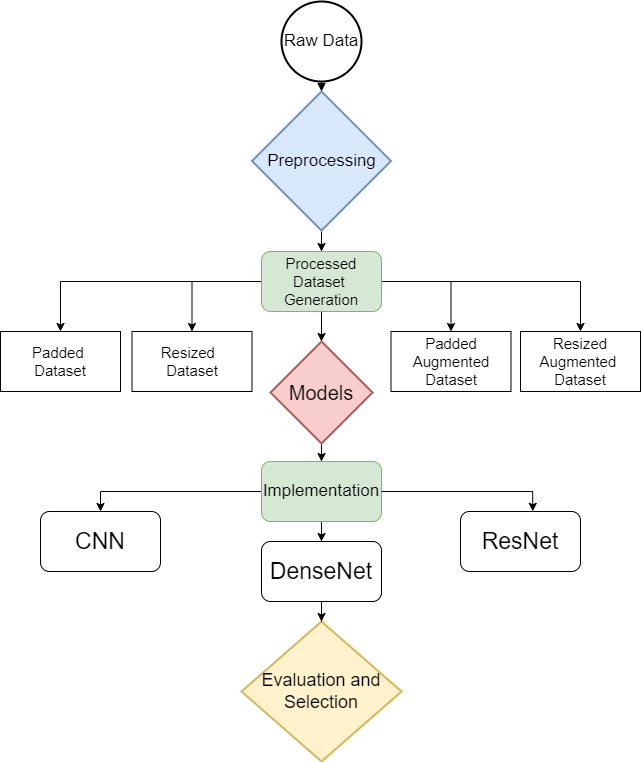 Raw Data
Preprocessing
Processed
Dataset
Generation
Padded
Dataset
Resized
Dataset
Padded
Augmented
Dataset
Resized
Augmented
Dataset
Models
Implementation
CNN
DenseNet
ResNet
Evaluation and
Selection